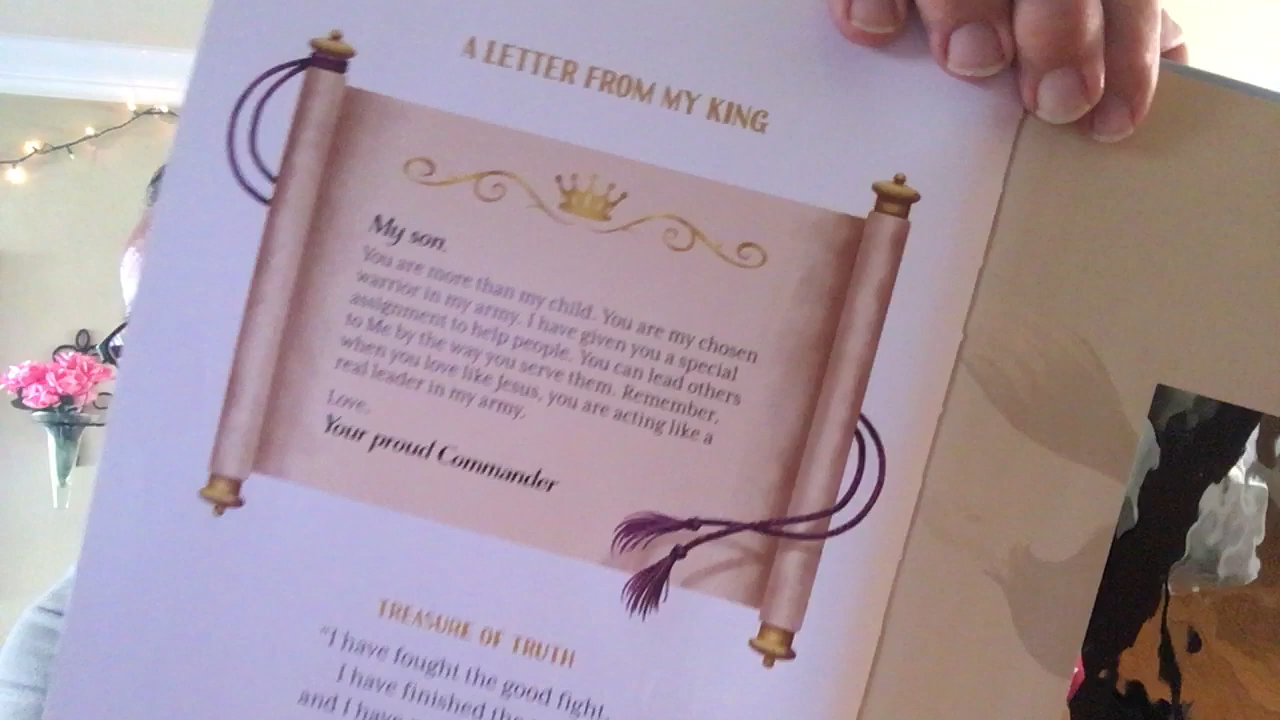 A LETTER FROM MY KING
My son,
You are more than my child. You are my chosen
warrior in my army. I have given you a special
assignment to help people. You can lead others
to Me by the way you serve them. Remember,
when you love like Jesus, you are acting like a
real leader in my army.
Love,
Your proud Commander
TREASURE OF TRUTH
"I have fought the good fight,
I have finished the
and I have